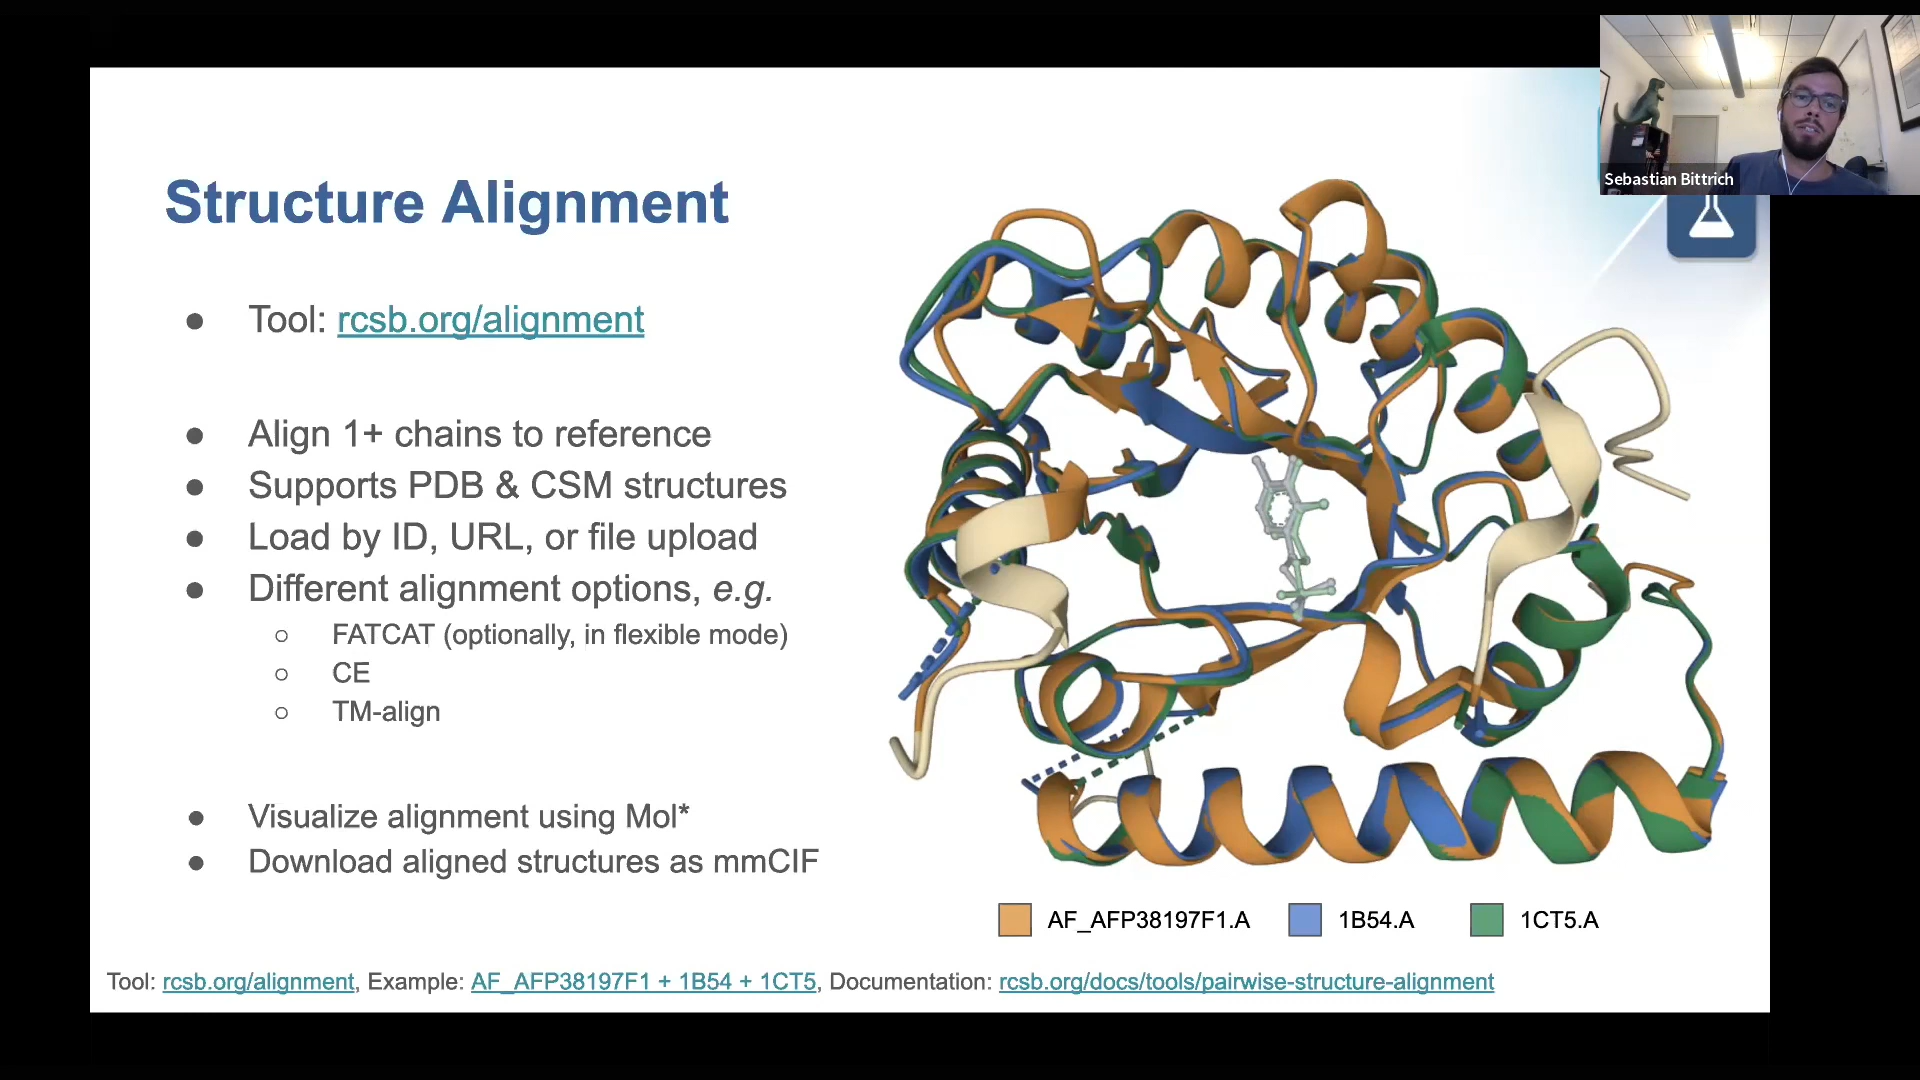 Sebastian Bittrich
Structure Alignment
● Tool: rcsb.org/alignment
● Align 1+ chains to reference
● Supports PDB & CSM structures
● Load by ID, URL, or file upload
● Different alignment options, e.g.
○ FATCAT (optionally, in flexible mode)
○ CE
○ TM-align
● Visualize alignment using Mol*
● Download aligned structures as mmCIF
AF_AFP38197F1.A 1B54.A 1CT5.A
Tool: rcsb.org/alignment, Example: AF_AFP38197F1 + 1B54 + 1CT5, Documentation: rcsb.org/docs/tools/pairwise-structure-alignment